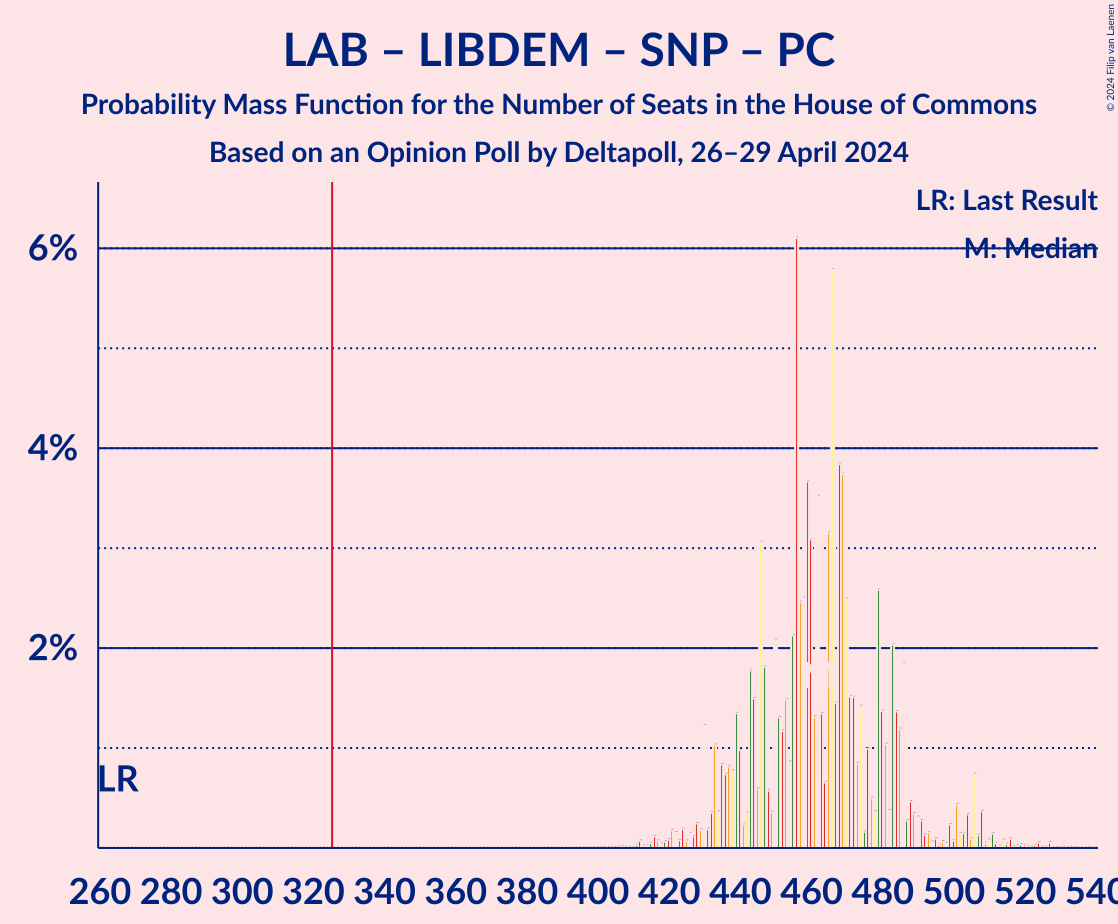 LAB – LIBDEM – SNP – PC
Probability Mass Function for the Number of Seats in the House of Commons
Based on an Opinion Poll by Deltapoll, 26–29 April 2024
© 2024 Filip van Laenen
LR: Last Result
M: Median
6%
4%
2%
LR
260 280 300 320 340 360 380 400 420 440 460 480 500 520 540